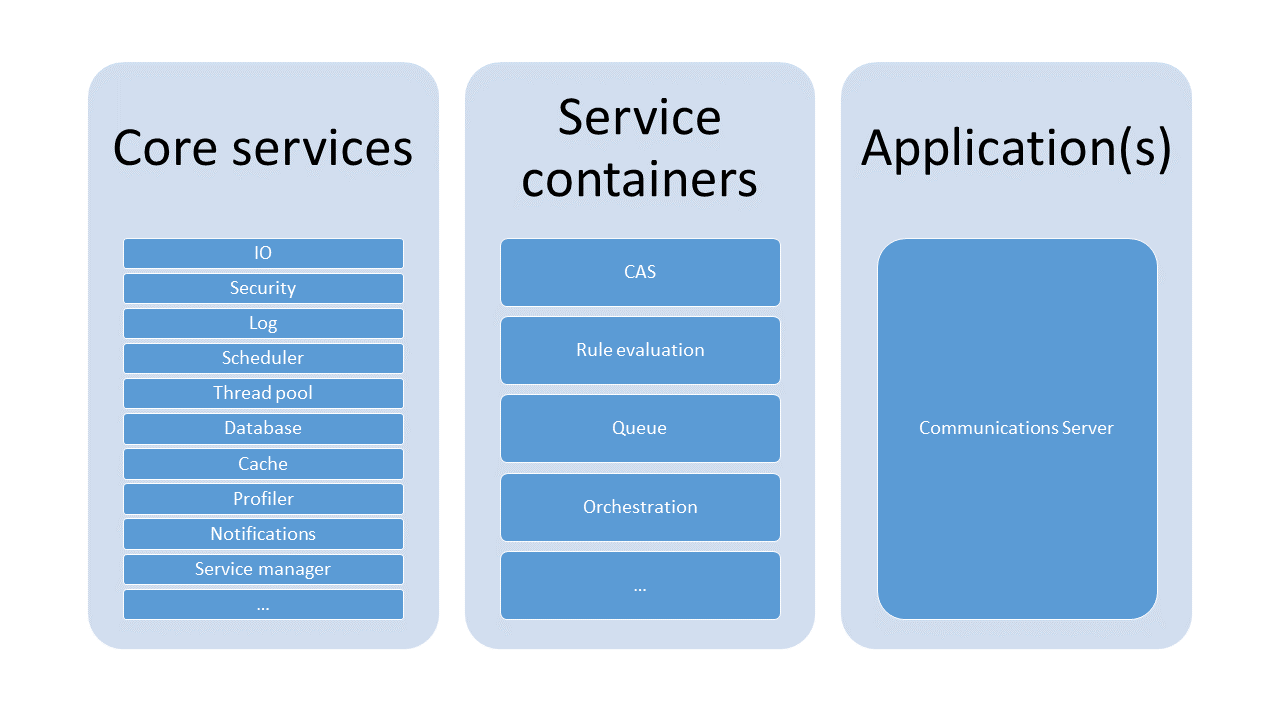 Core services
IO
Security
Log
Scheduler
Thread pool
Database
Cache
Profiler
Notifications
Service manager
...
Service
containers
CAS
Rule evaluation
Queue
Orchestration
...
Application(s)
Communications Server